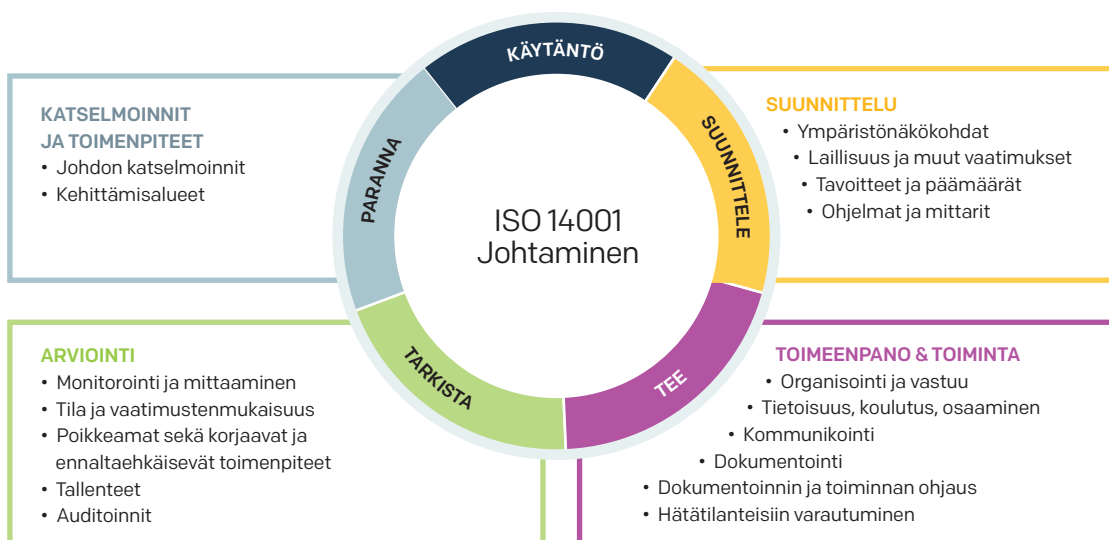 KÄYTÄNTÖ
SUUNNITTELE
TEE
TARKISTA
PARANNA
ISO 14001
Johtaminen
KATSELMOINNIT
JA TOIMENPITEET
• Johdon katselmoinnit
• Kehittämisalueet
SUUNNITTELU
• Ympäristönäkökohdat
• Laillisuus ja muut vaatimukset
• Tavoitteet ja päämäärät
• Ohjelmat ja mittarit
ARVIOINTI
• Monitorointi ja mittaaminen
• Tila ja vaatimustenmukaisuus
• Poikkeamat sekä korjaavat ja
ennaltaehkäisevät toimenpiteet
• Tallenteet
• Auditoinnit
TOIMEENPANO & TOIMINTA
• Organisointi ja vastuu
• Tietoisuus, koulutus, osaaminen
• Kommunikointi
• Dokumentointi
• Dokumentoinnin ja toiminnan ohjaus
• Hätätilanteisiin varautuminen